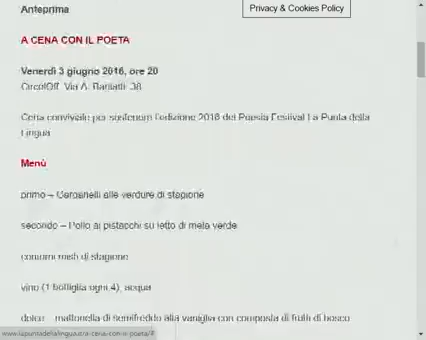 Anteprima
Privacy & Cookies Policy
A CENA CON IL POETA
Venerdì 3 giugno 2016, ore 20
Via A. 38
Cena conviviale per sostenere l'edizione 2016 del Poesia Festival La Punta della
Lingua
Menù
primo – Garganelli alle verdure di stagione
secondo – Pollo ai pistacchi su letto di mela verde
contorni misti di stagione
vino (1 bottiglia ogni 4), acqua
dolce – mattonella di semifreddo alla vaniglia con composta di frutti di bosco
www.lapuntadellalingua.it/a-cena-con-il-poeta/#